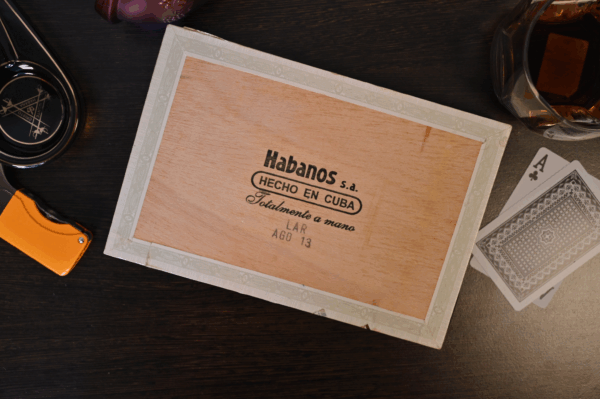 Habanos s.a.
HECHO EN CUBA
Totalmente a mano
LAR
AGO 13
A